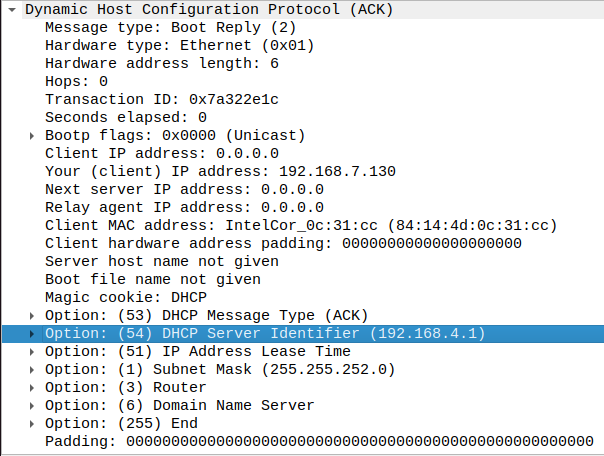 Dynamic Host Configuration Protocol (ACK)
Message type: Boot Reply (2)
Hardware type: Ethernet (0x01)
Hardware address length: 6
Hops: 0
Transaction ID: 0x7a322e1c
Seconds elapsed: 0
Bootp flags: 0x0000 (Unicast)
Client IP address: 0.0.0.0
Your (client) IP address: 192.168.7.130
Next server IP address: 0.0.0.0
Relay agent IP address: 0.0.0.0
Client MAC address: IntelCor_0c:31:cc (84:14:4d:0c:31:cc)
Client hardware address padding: 00000000000000000000
Server host name not given
Boot file name not given
Magic cookie: DHCP
Option: (53) DHCP Message Type (ACK)
Option: (54) DHCP Server Identifier (192.168.4.1)
Option: (51) IP Address Lease Time
Option: (1) Subnet Mask (255.255.252.0)
Option: (3) Router
Option: (6) Domain Name Server
Option: (255) End
Padding: 0000000000000000000000000000000000000000000000000000